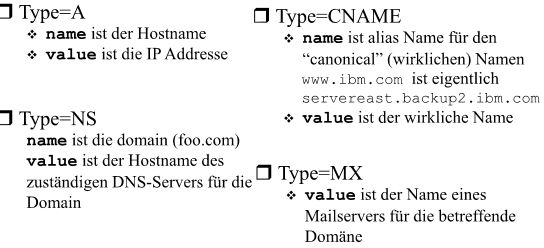 ❒ Type=A
❖ name ist der Hostname
❖ value ist die IP Addresse
❒ Type=NS
name ist die domain (foo.com)
value ist der Hostname des
zuständigen DNS-Servers für die
Domain
❒ Type=CNAME
❖ name ist alias Name für den
“canonical” (wirklichen) Namen
www.ibm.com ist eigentlich
servereast.backup2.ibm.com
❖ value ist der wirkliche Name
❒ Type=MX
❖ value ist der Name eines
Mailservers für die betreffende
Domäne